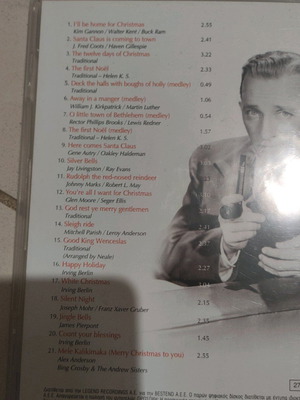 1. I'll be home for Christmas 2.55
Kim Gannon / Walter Kent / Buck Ram
2. Santa Claus is coming to town 2.41
J. Fred Coots / Haven Gillespie
3. The twelve days of Christmas 3.22
Traditional
4. The first Noël 2.33
Traditional – Helen K. S.
5. Deck the halls with boughs of holly (medley) 0.49
Traditional
6. Away in a manger (medley) 1.06
William J. Kirkpatrick / Martin Luther
7. O little town of Bethlehem (medley) 0.54
Rector Phillips Brooks / Lewis Redner
8. The first Noël (medley) 1.37
Traditional – Helen K. S.
9. Here comes Santa Claus
Gene Autry / Oakley Haldeman
10. Silver Bells
Jay Livingston / Ray Evans
11. Rudolph the red-nosed reindeer
Johnny Marks / Robert L. May
12. You're all I want for Christmas
Glen Moore / Seger Ellis
13. God rest ye merry gentlemen
Traditional
14. Sleigh ride
Mitchell Parish / Leroy Anderson
15. Good King Wenceslas
Traditional
(Arranged by Neale)
16. Happy Holiday 2.27
Irving Berlin
17. White Christmas
Irving Berlin
18. Silent Night 2.15
Joseph Mohr / Franz Xaver Gruber
19. Jingle Bells
James Pierpont
20. Count your blessings
Irving Berlin
21. Mele Kalikimaka (Merry Christmas to you) 2.55
Alex Anderson
Bing Crosby & The Andrew Sisters